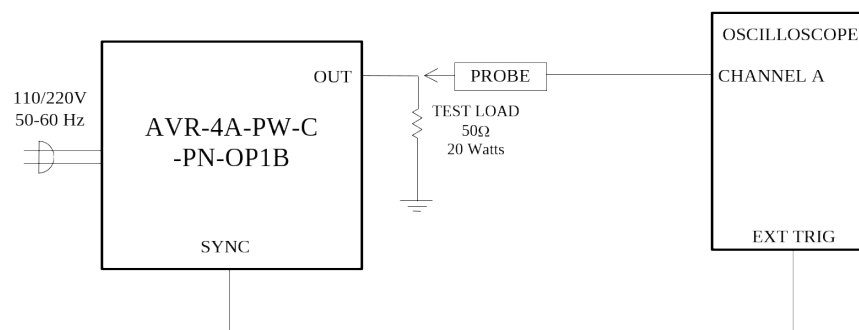 OSCILLOSCOPE
OUT
PROBE
CHANNEL A
110/220V
50-60 Hz
AVR-4A-PW-C
-PN-OP1B
TEST LOAD
50Ω
20 Watts
SYNC
EXT TRIG